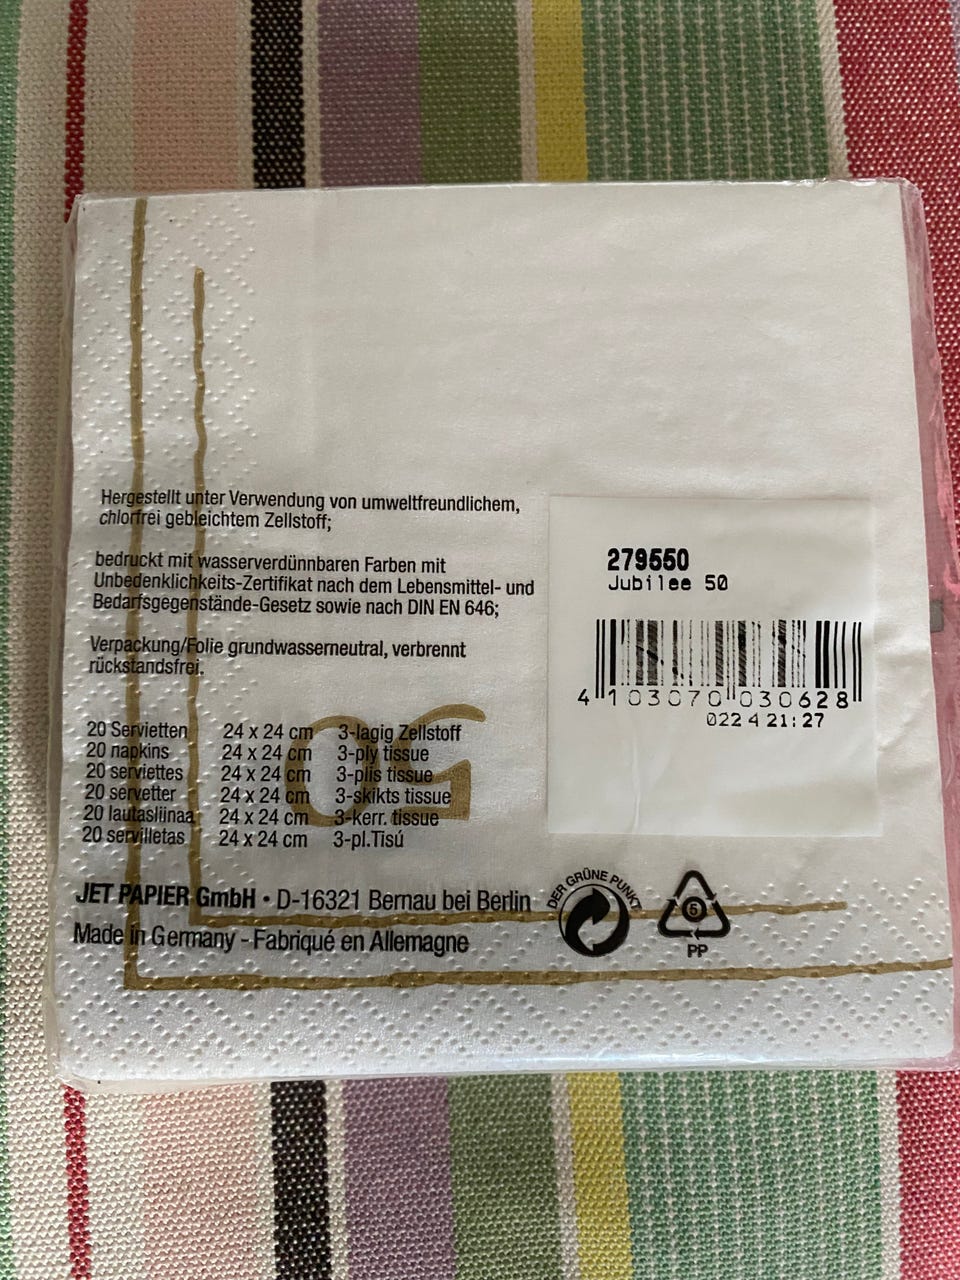 Hergestellt unter Verwendung von umweltfreundlichem,
chlorfrei gebleichtem Zellstoff;
bedruckt mit wasserverdünnbaren Farben mit
Unbedenklichkeits-Zertifikat nach dem Lebensmittel- und
Bedarfsgegenstände-Gesetz sowie nach DIN EN 646;
Verpackung/Folie grundwasserneutral, verbrennt
rückstandsfrei.
279550
Jubilee 50
4 103070 030628
022 4 21:27
20 Servietten 24 x 24 cm 3-lagig Zellstoff
20 napkins 24 x 24 cm 3-ply tissue
20 serviettes 24 x 24 cm 3-plis tissue
20 servetter 24 x 24 cm 3-skikts tissue
20 lautasliinaa 24 x 24 cm 3-kerr. tissue
20 servilletas 24 x 24 cm 3-pl.Tisú
50
JET PAPIER GmbH • D-16321 Bernau bei Berlin
Made in Germany - Fabriqué en Allemagne
DER GRÜNE PUNKT
5
PP